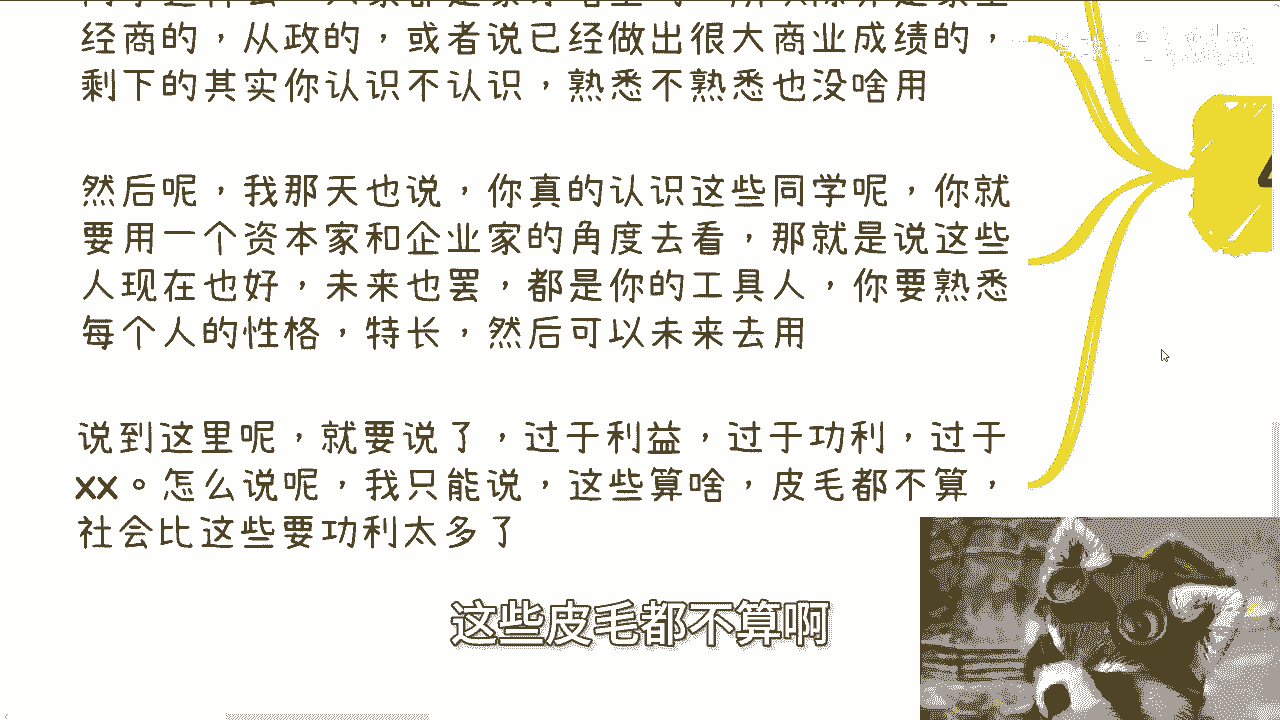 经商的，从政的，或者说已经做出很大商业成绩的，
剩下的其实你认识不认识，熟悉不熟悉也没啥用
然后呢，我那天也说，你真的认识这些同学呢，你就
要用一个资本家和企业家的角度去看，那就是说这些
人现在也好，未来也罢，都是你的工具人，你要熟悉
每个人的性格，特长，然后可以未来去用
说到这里呢，就要说了，过于利益，过于功利，过于
xx。怎么说呢，我只能说，这些算啥，皮毛都不算，
社会比这些要功利太多了
这些皮毛都不算啊